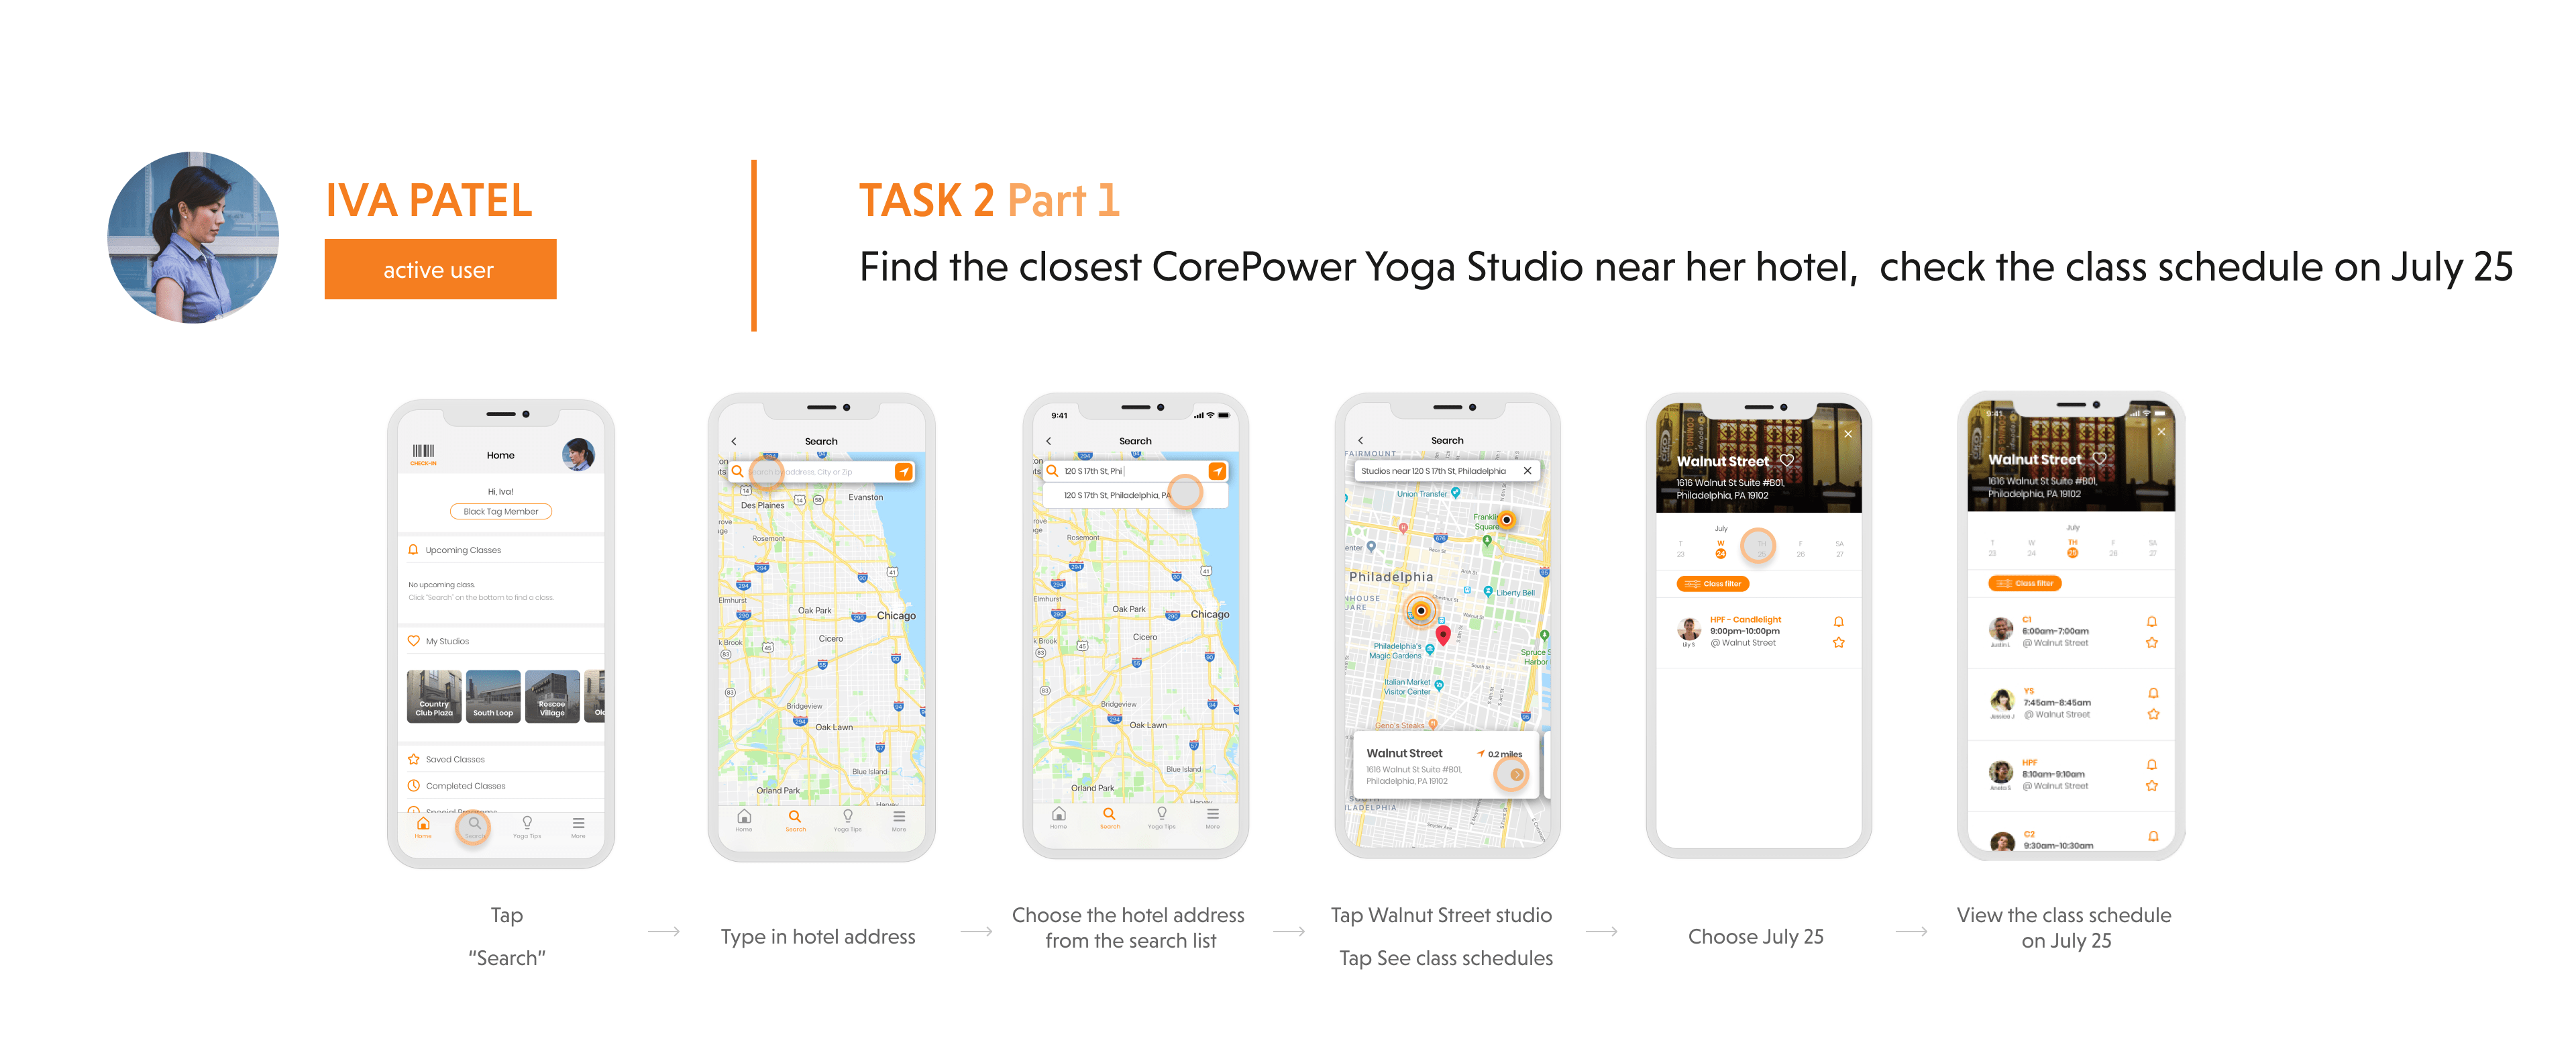 IVA PATEL
active user
TASK 2 Part 1
Find the closest CorePower Yoga Studio near her hotel, check the class schedule on July 25
CHECK-IN
Home
Hi, Iva!
Black Tag Member
Upcoming Classes
No upcoming class.
Click "Search" on the bottom to find a class.
My Studios
Country
Club Plaza
South Loop
Roscoe
Village
Saved Classes
Completed Classes
Special Programs
Home
Search
Yoga Tips
More
Search
Search by address, City or Zip
Evanston
Des Plaines
Rosemont
Elmhurst
Oak Park
Chicago
Cicero
Bridgeview
Oak Lawn
Blue Island
Orland Park
Home
Search
Yoga Tips
More
9:41
Search
120 S 17th St, Phi
120 S 17th St, Philadelphia, PA
Rosemont
Elmhurst
Oak Park
Chicago
Cicero
Bridgeview
Oak Lawn
Blue Island
Orland Park
Home
Search
Yoga Tips
More
Search
FAIRMOUNT
Studios near 120 S 17th St, Philadelphia
Union Transfer
Franklin
Square
Philadelphia
Liberty Bell
Philadelphia's
Magic Gardens
Spruce S
Harbor
Italian Market
Visitor Center
Geno's Steaks
Walnut Street
0.2 miles
1616 Walnut St Suite #B01,
Philadelphia, PA 19102
Walnut Street
1616 Walnut St Suite #B01,
Philadelphia, PA 19102
July
T W TH F SA
23 24 25 26 27
Class filter
HPF - Candlelight
9:00pm-10:00pm
@ Walnut Street
Lily S
9:41
Walnut Street
1616 Walnut St Suite #B01,
Philadelphia, PA 19102
July
T W TH F SA
23 24 25 26 27
Class filter
C1
6:00am-7:00am
@ Walnut Street
Justin L
YS
7:45am-8:45am
@ Walnut Street
Jessica J
HPF
8:10am-9:10am
@ Walnut Street
C2
9:30am-10:30am
Tap
“Search”
Type in hotel address
Choose the hotel address
from the search list
Tap Walnut Street studio
Tap See class schedules
Choose July 25
View the class schedule
on July 25